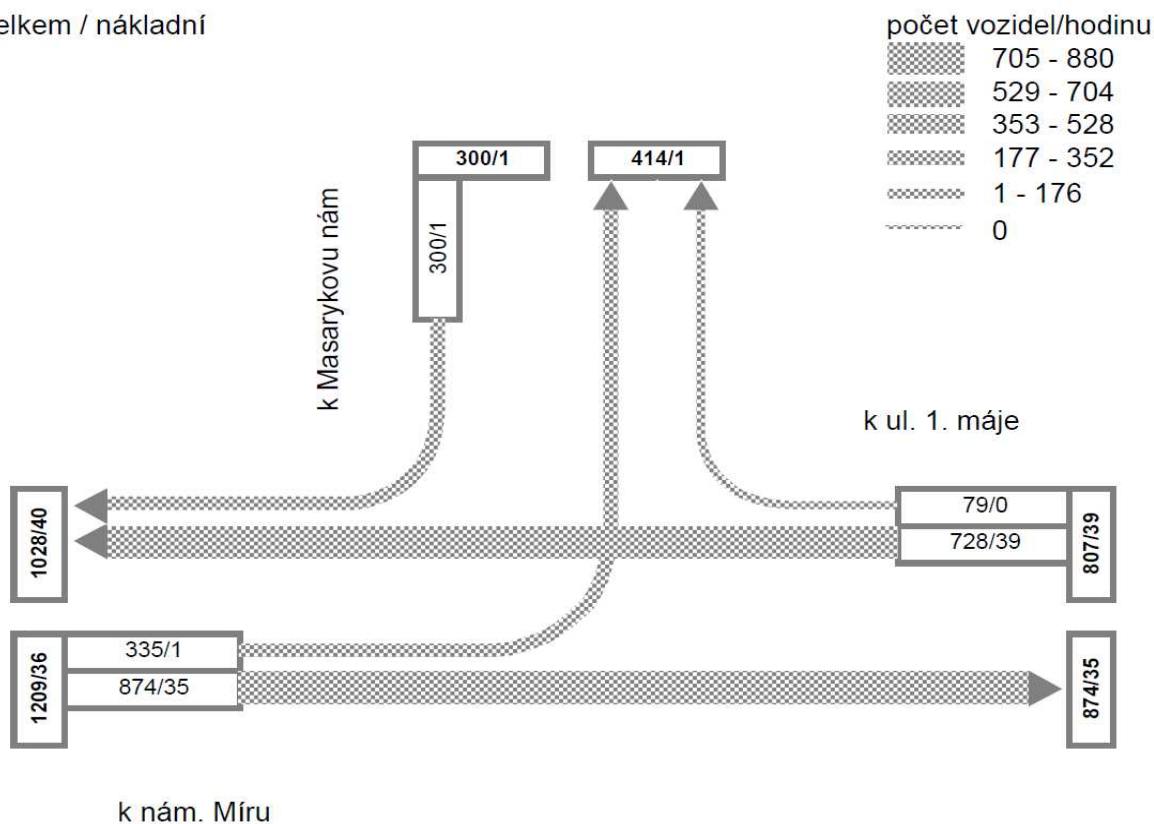 elkem / nákladní
počet vozidel/hodinu
705 - 880
529 - 704
353 - 528
177 - 352
1 - 176
0
300/1
414/1
300/1
k Masarykovu nám
k ul. 1. máje
1028/40
79/0
728/39
807/39
1209/36
335/1
874/35
874/35
k nám. Míru